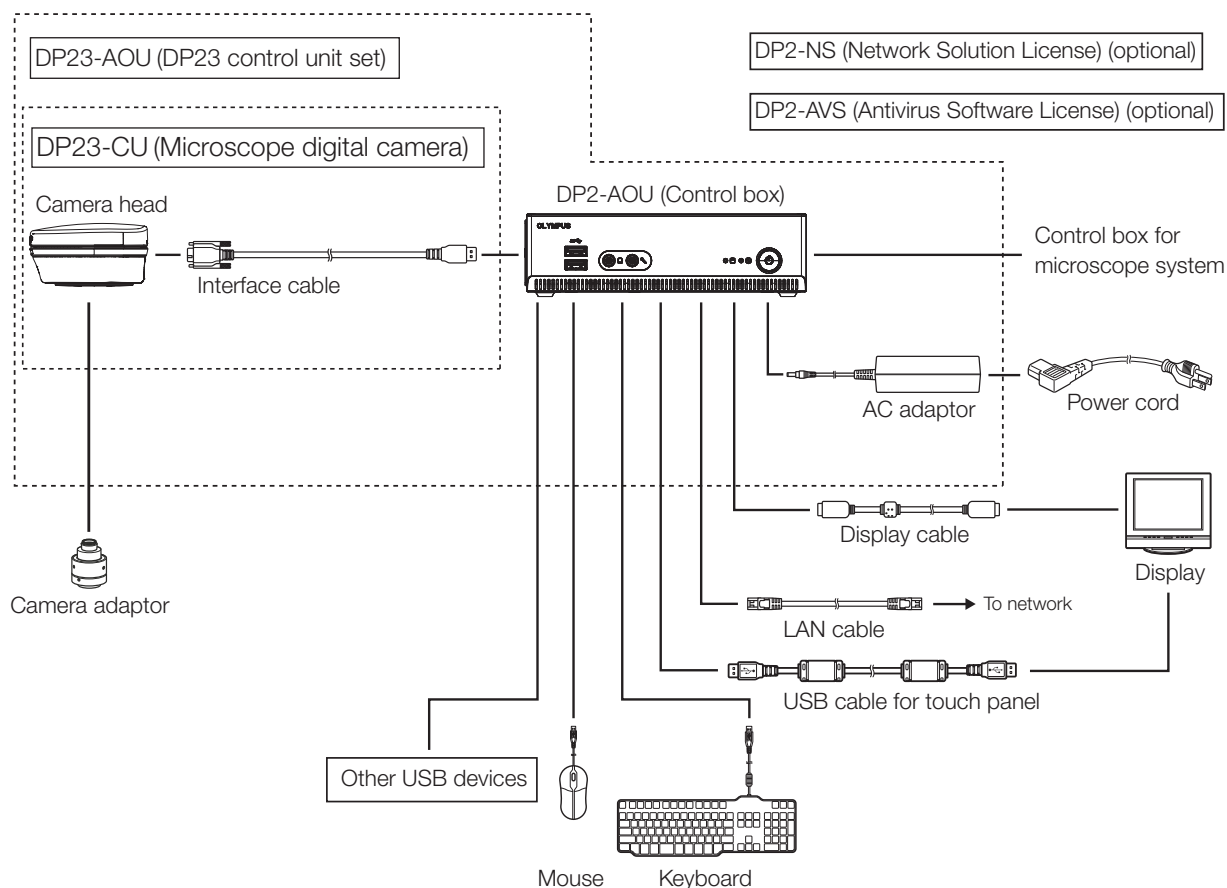 DP23-AOU (DP23 control unit set)
DP2-NS (Network Solution License) (optional)
DP2-AVS (Antivirus Software License) (optional)
DP23-CU (Microscope digital camera)
DP2-AOU (Control box)
Camera head
OLYMPUS
Interface cable
Control box for
microscope system
AC adaptor
Power cord
Display cable
Display
Camera adaptor
To network
LAN cable
USB cable for touch panel
Other USB devices
Mouse
Keyboard